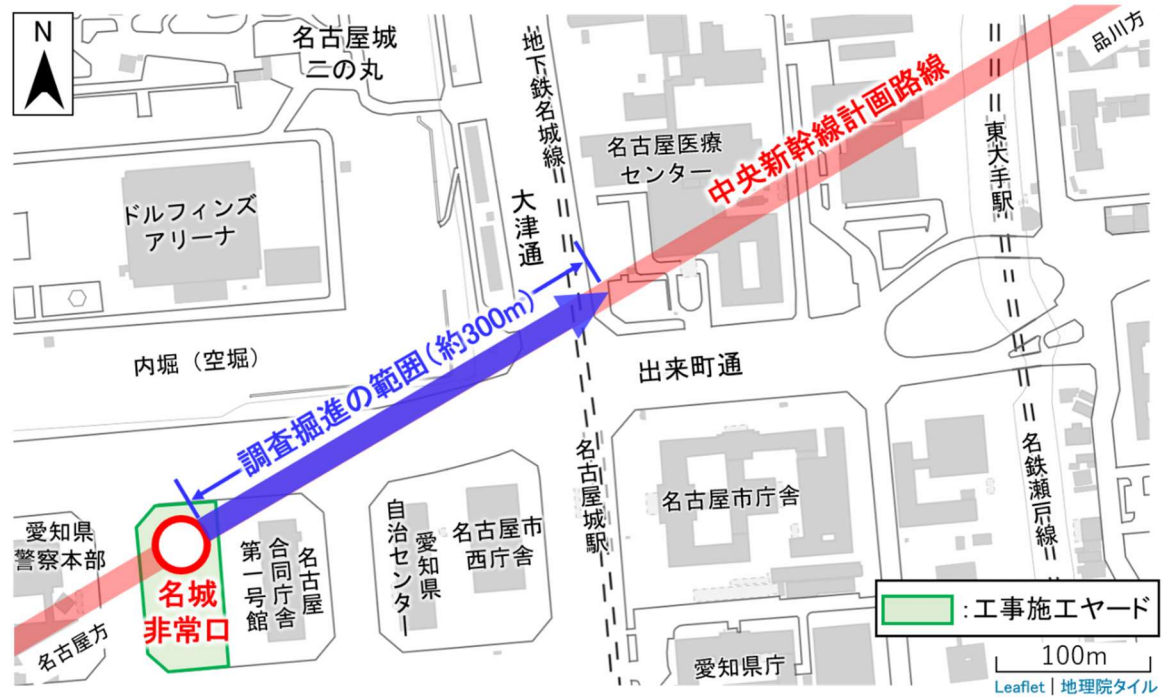 N
名古屋城
二の丸
地下鉄名城線
品川方
中央新幹線計画路線
名古屋医療
センター
東大手駅
ドルフィンズ
アリーナ
大津通
調査掘進の範囲(約300m)
内堀（空堀）
出来町通
名古屋城駅
名鉄瀬戸線
名古屋市庁舎
愛知県
警察本部
名古屋
合同庁舎
第一号館
愛知県
自治センター
名古屋市
西庁舎
名城
非常口
名古屋方
:工事施工ヤード
愛知県庁
100m
Leaflet | 地理院タイル